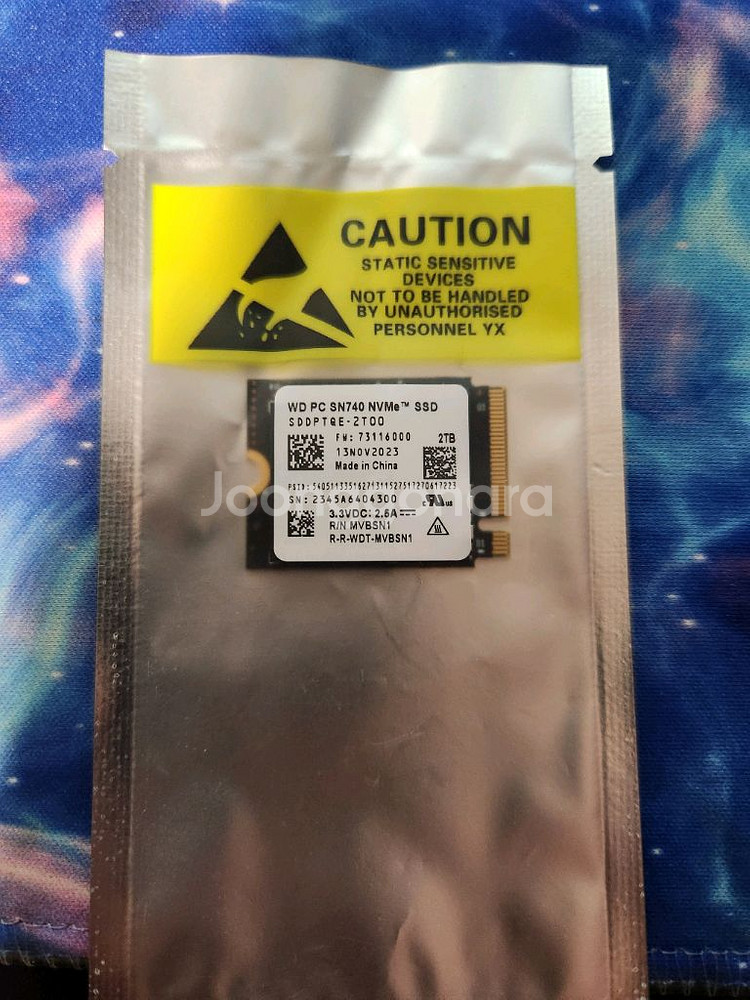 CAUTION
STATIC SENSITIVE
DEVICES
NOT TO BE HANDLED
BY UNAUTHORISED
PERSONNEL YX
WD PC SN740 NVMe™ SSD
SDDPTQE-2T00
FW: 73116000
2TB
13NOV2023
Made in China
SN: 2345A6404300
3.3VDC: 2.5A
R/N MVBSN1
R-R-WDT-MVBSN1